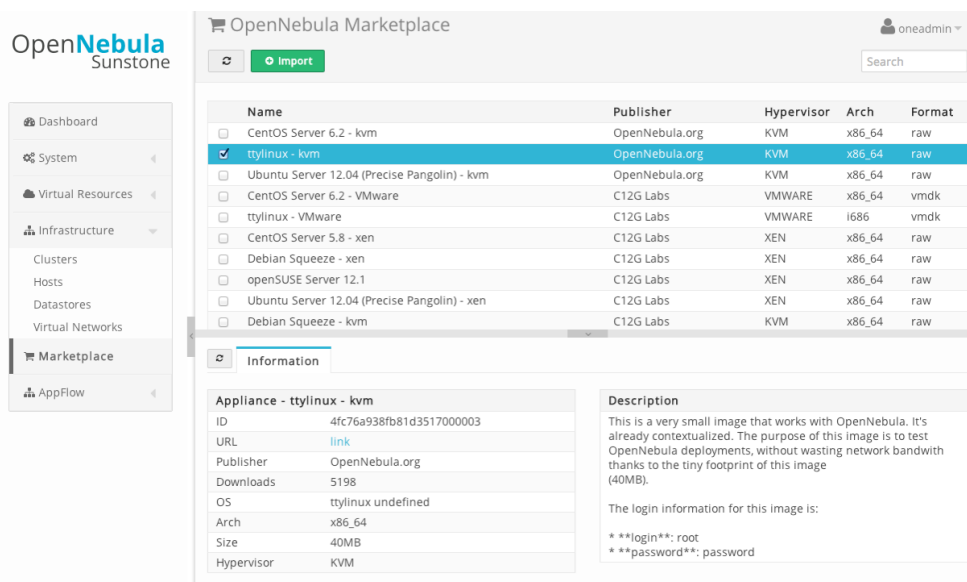 OpenNebula
Sunstone
Dashboard
System
Virtual Resources
Infrastructure
Clusters
Hosts
Datastores
Virtual Networks
Marketplace
AppFlow
OpenNebula Marketplace
oneadmin
Import
Search
Name Publisher Hypervisor Arch Format
CentOS Server 6.2 - kvm OpenNebula.org KVM x86_64 raw
ttylinux - kvm OpenNebula.org KVM x86_64 raw
Ubuntu Server 12.04 (Precise Pangolin) - kvm OpenNebula.org KVM x86_64 raw
CentOS Server 6.2 - VMware C12G Labs VMWARE x86_64 vmdk
ttylinux - VMware C12G Labs VMWARE i686 vmdk
CentOS Server 5.8 - xen C12G Labs XEN x86_64 raw
Debian Squeeze - xen C12G Labs XEN x86_64 raw
openSUSE Server 12.1 C12G Labs XEN x86_64 raw
Ubuntu Server 12.04 (Precise Pangolin) - xen C12G Labs XEN x86_64 raw
Debian Squeeze - kvm C12G Labs KVM x86_64 raw
Information
Appliance - ttylinux - kvm
ID 4fc76a938fb81d3517000003
URL link
Publisher OpenNebula.org
Downloads 5198
OS ttylinux undefined
Arch x86_64
Size 40MB
Hypervisor KVM
Description
This is a very small image that works with OpenNebula. It's
already contextualized. The purpose of this image is to test
OpenNebula deployments, without wasting network bandwith
thanks to the tiny footprint of this image
(40MB).
The login information for this image is:
* **login**: root
* **password**: password